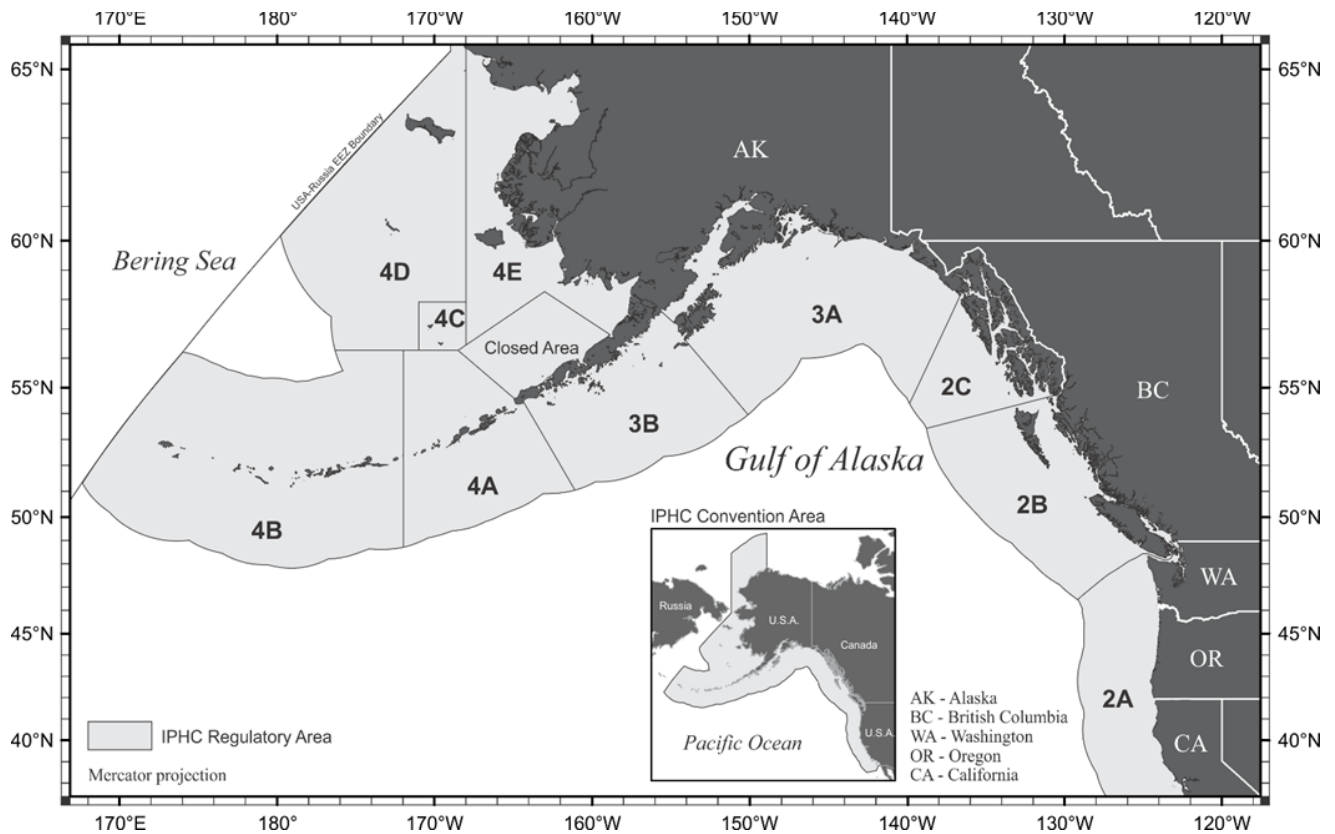 170°E 180° 170°W 160°W 150°W 140°W 130°W 120°W
65°N 65°N
USA-Russia EEZ Boundary
AK
60°N 60°N
Bering Sea
4D 4E
4C 3A
Closed Area
55°N 55°N
2C BC
3B
Gulf of Alaska
4A
50°N 2B 50°N
4B
IPHC Convention Area
WA
Russia
U.S.A.
Canada
45°N 45°N
OR
2A
AK - Alaska
BC - British Columbia
WA - Washington
OR - Oregon
CA - California
U.S.A.
Pacific Ocean
CA
IPHC Regulatory Area
40°N 40°N
Mercator projection
170°E 180° 170°W 160°W 150°W 140°W 130°W 120°W